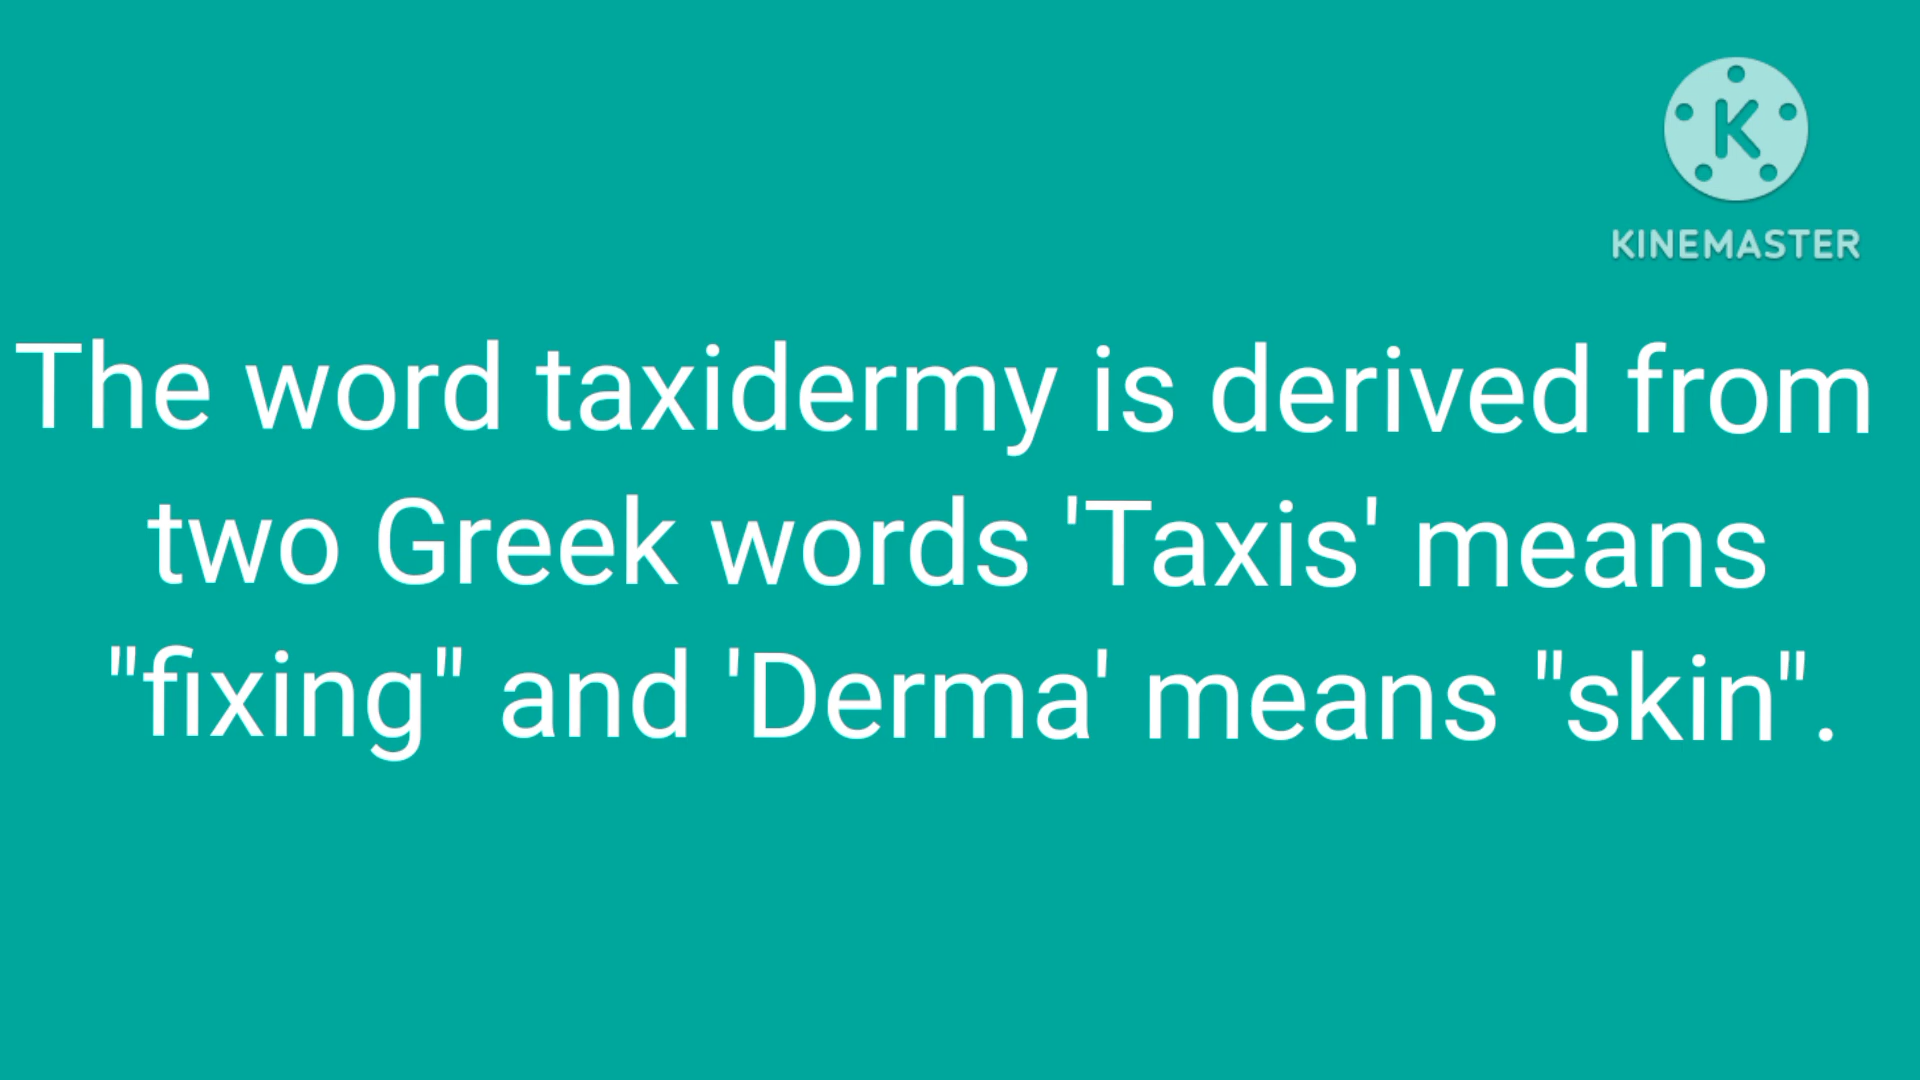 K
KINEMASTER
The word taxidermy is derived from
two Greek words 'Taxis' means
"fixing" and 'Derma' means "skin".